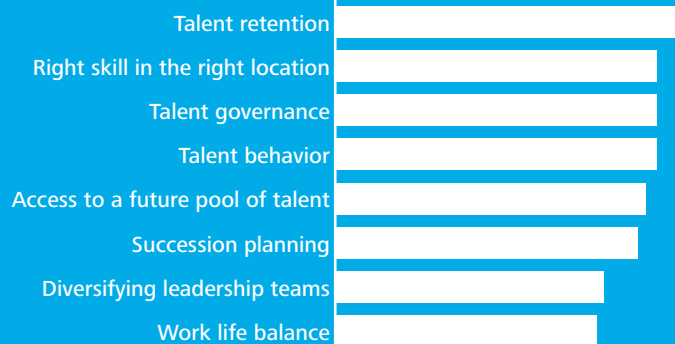 Talent retention
Right skill in the right location
Talent governance
Talent behavior
Access to a future pool of talent
Succession planning
Diversifying leadership teams
Work life balance